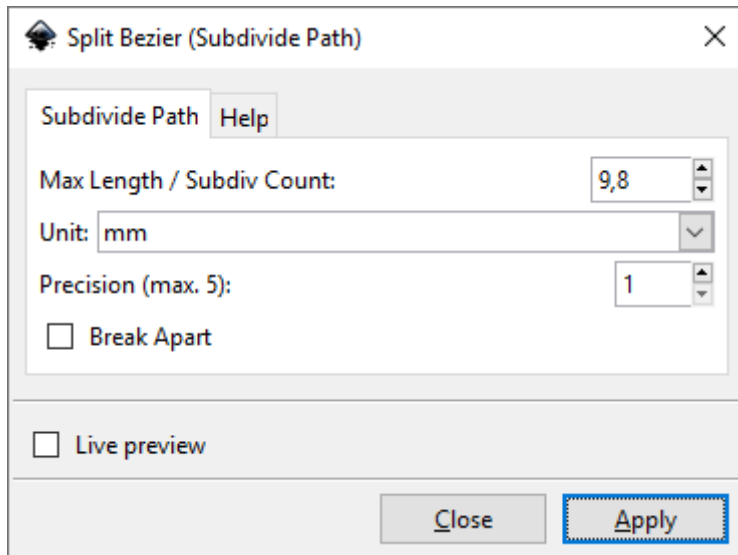 Split Bezier (Subdivide Path)
Subdivide Path Help
Max Length / Subdiv Count: 9,8
Unit: mm
Precision (max. 5): 1
Break Apart
Live preview
Close Apply